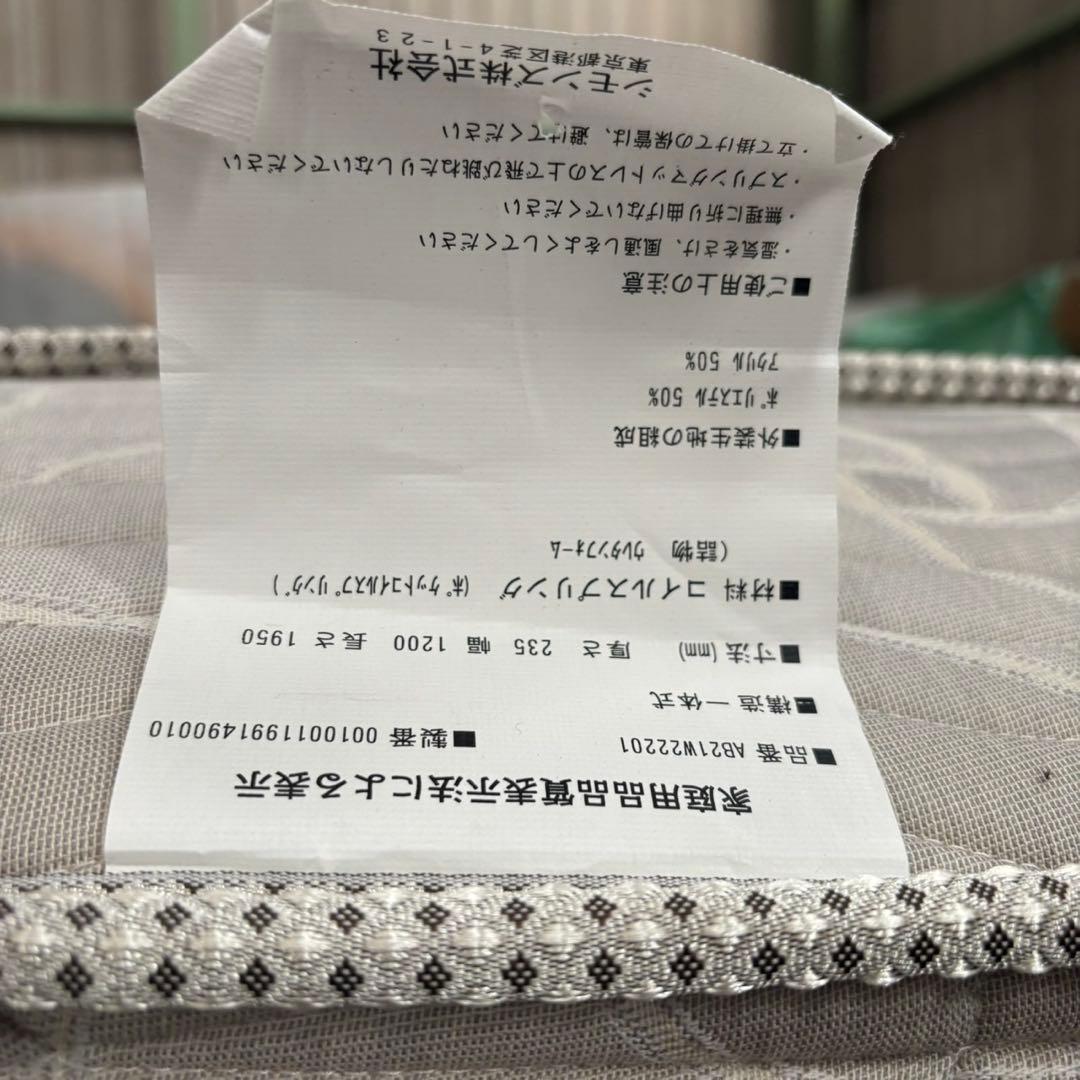 家庭用品品質表示法による表示
■品番 AB21W22201 ■製番 0010011991490010
■構造 一体式
■寸法 (mm) 厚さ 235 幅 1200 長さ 1950
■材料 コイルスプリング (ﾎﾟｹｯﾄｺｲﾙｽﾌﾟﾘﾝｸﾞ)
(詰物 ｳﾚﾀﾝﾌｫｰﾑ
■外装生地の組成
ﾎﾟﾘｴｽﾃﾙ 50%
ｱｸﾘﾙ 50%
■ご使用上の注意
・湿気をさけ、風通しをよくしてください
・無理に折り曲げないでください
・スプリングマットレスの上で飛び跳ねたりしないでください
・立て掛けての保管は、避けてください
シモンズ株式会社
東京都港区芝4-1-23